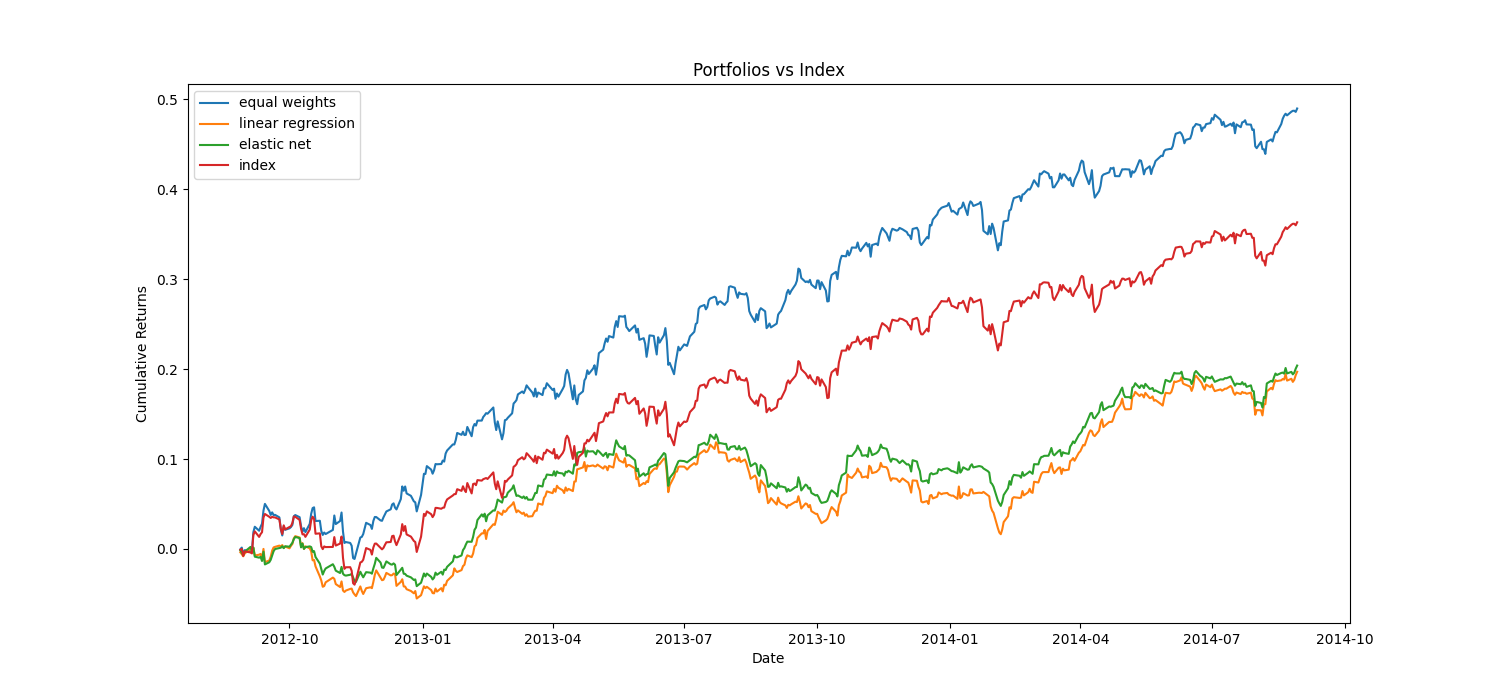 Portfolios vs Index
equal weights
linear regression
elastic net
index
Cumulative Returns
0.5
0.4
0.3
0.2
0.1
0.0
2012-10 2013-01 2013-04 2013-07 2013-10 2014-01 2014-04 2014-07 2014-10
Date